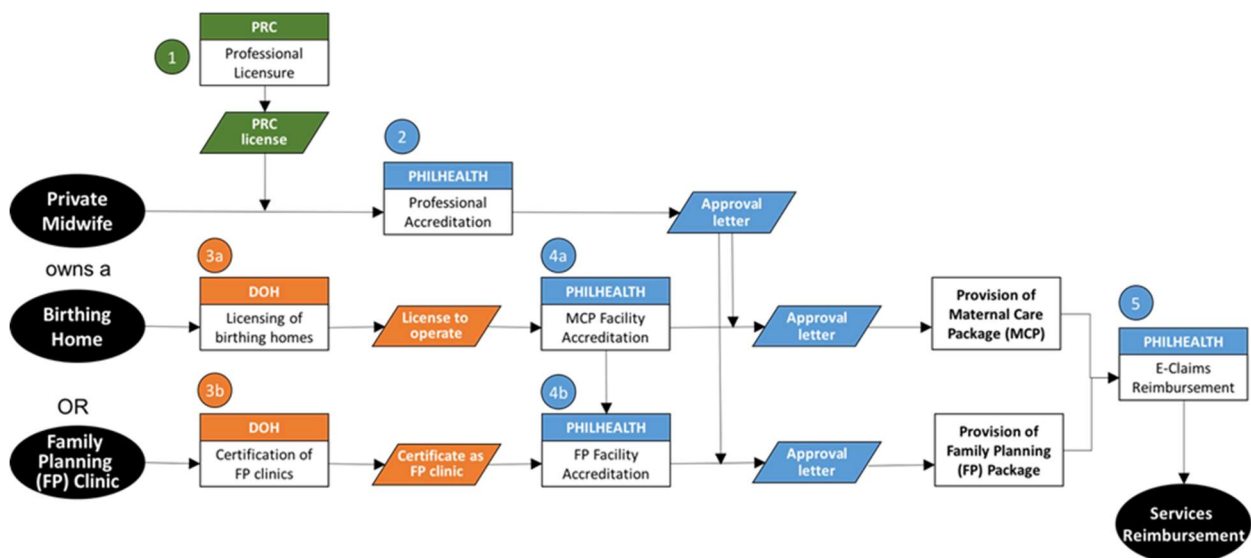 PRC
1
Professional
Licensure
PRC
license
2
PHILHEALTH
Professional
Accreditation
Private
Midwife
Approval
letter
owns a
3a
DOH
Licensing of
birthing homes
4a
PHILHEALTH
MCP Facility
Accreditation
Birthing
Home
License to
operate
Approval
letter
Provision of
Maternal Care
Package (MCP)
5
PHILHEALTH
E-Claims
Reimbursement
OR
3b
DOH
Certification of
FP clinics
4b
PHILHEALTH
FP Facility
Accreditation
Family
Planning
(FP) Clinic
Certificate as
FP clinic
Approval
letter
Provision of
Family Planning
(FP) Package
Services
Reimbursement